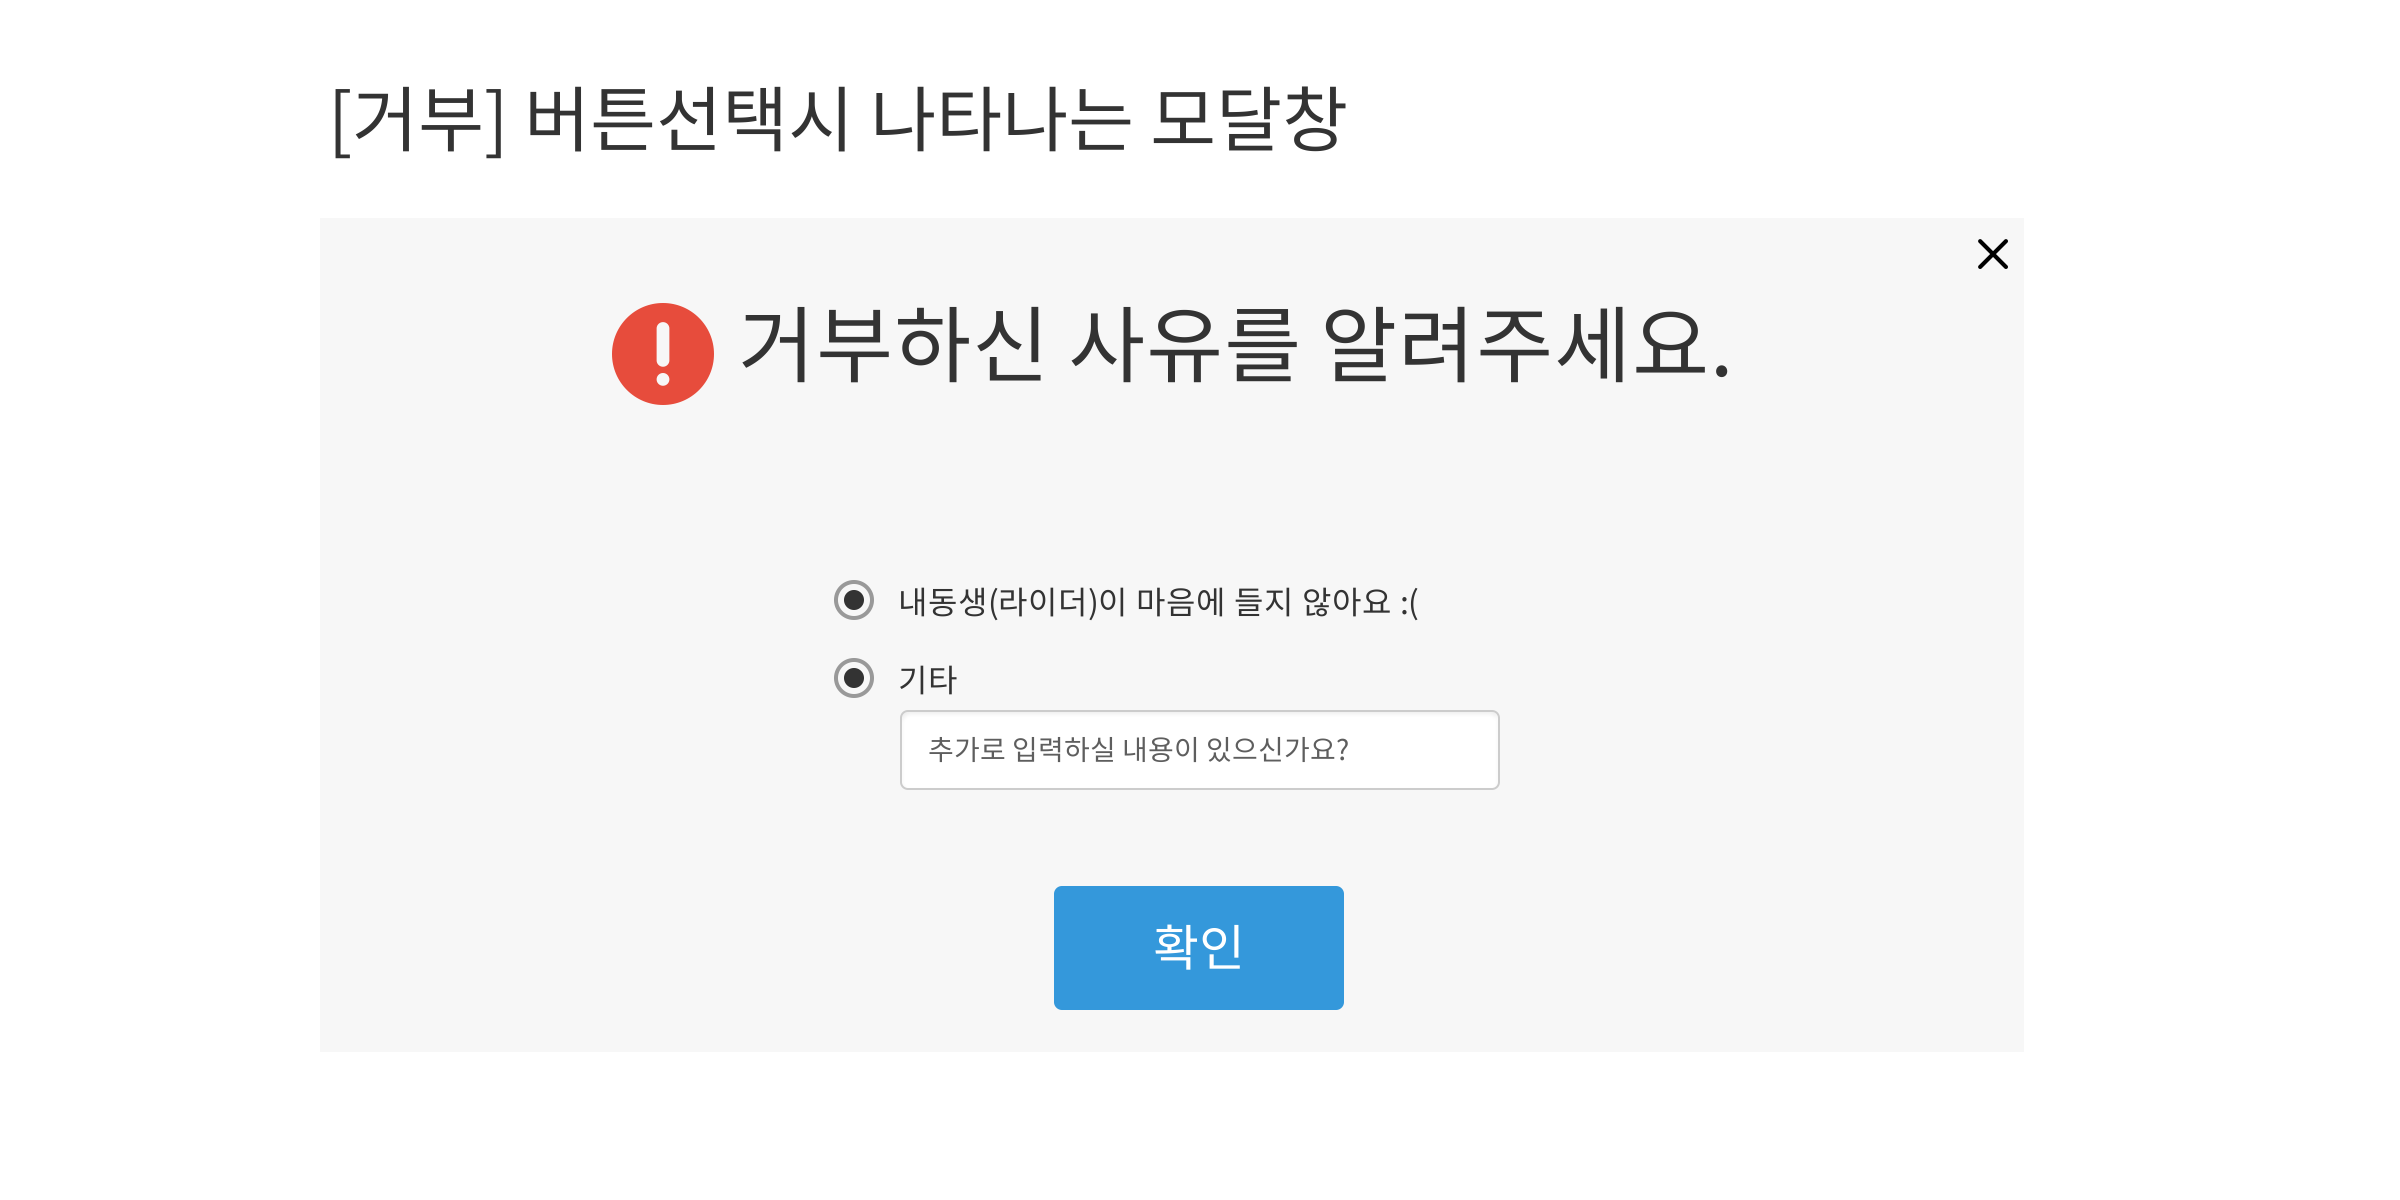 [거부] 버튼선택시 나타나는 모달창
거부하신 사유를 알려주세요.
내동생(라이더)이 마음에 들지 않아요 :(
기타
추가로 입력하실 내용이 있으신가요?
확인